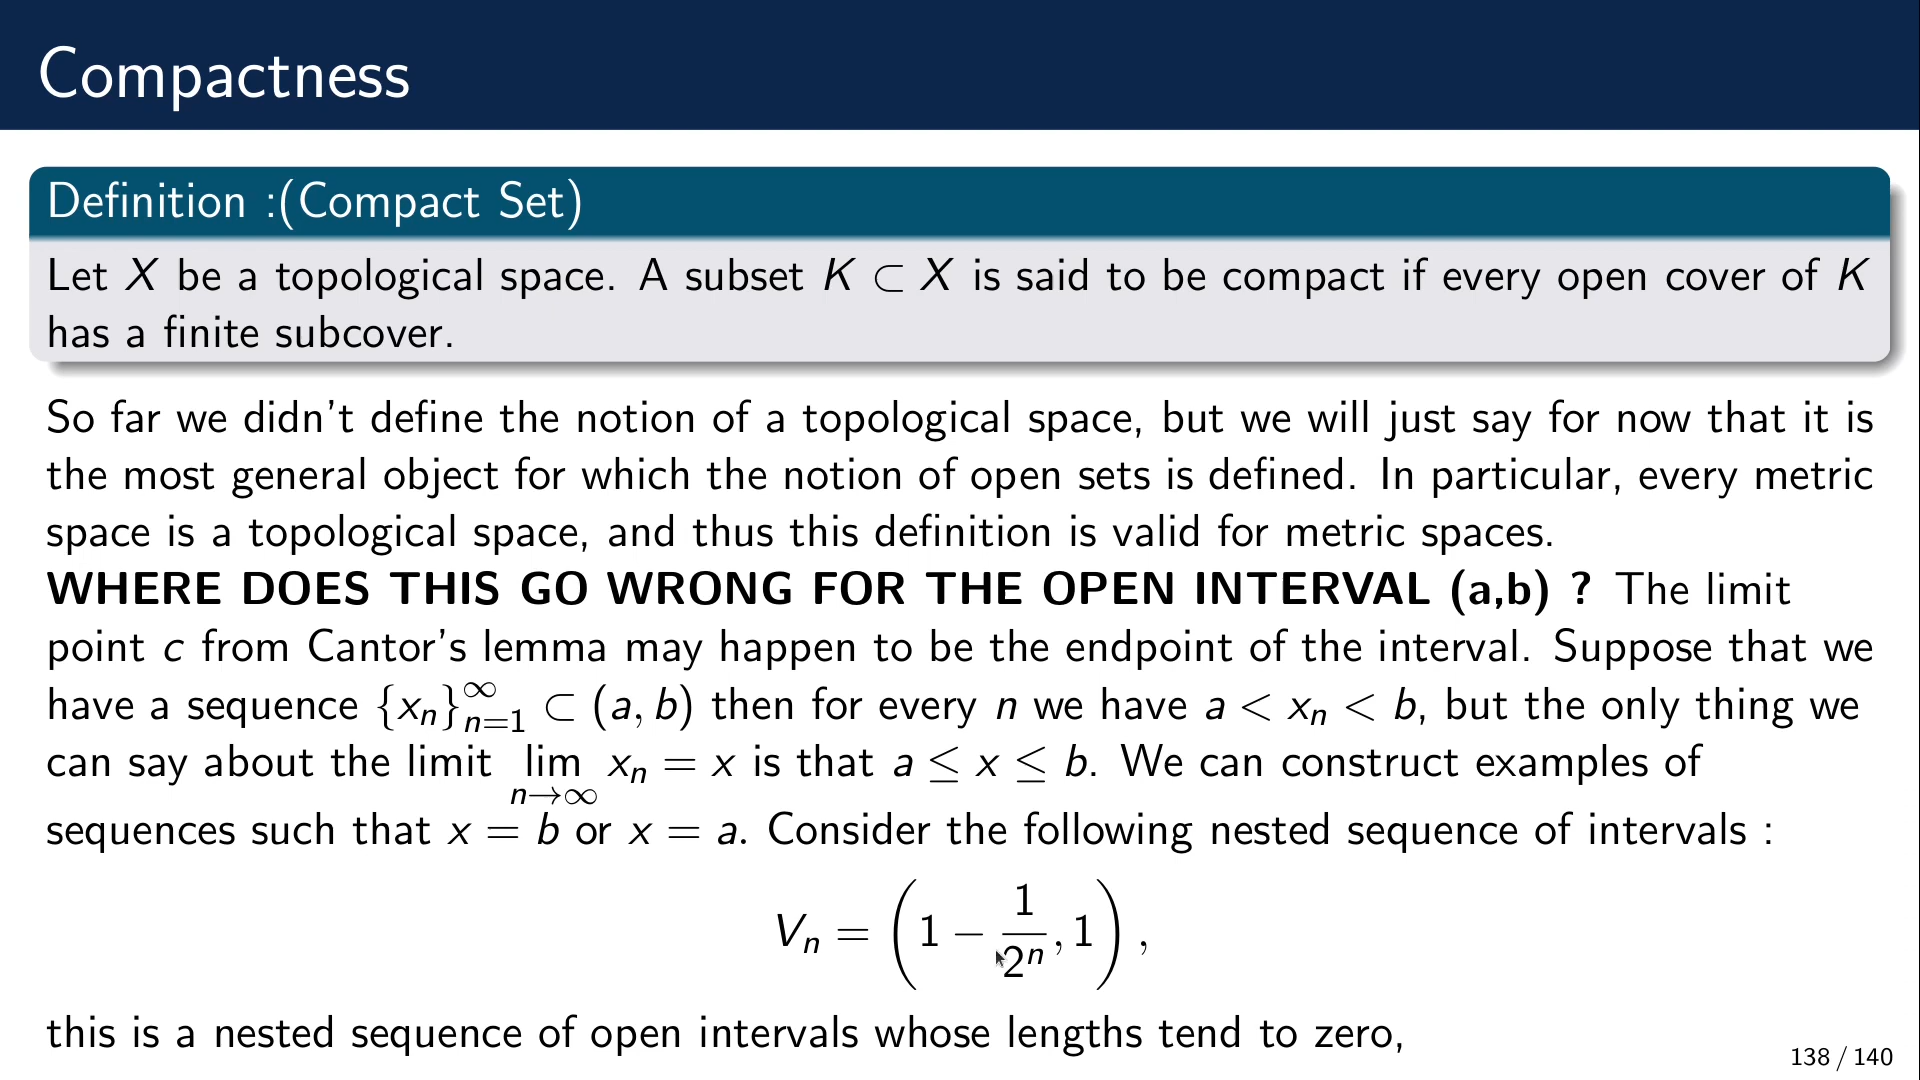 Compactness
Definition :(Compact Set)
Let X be a topological space. A subset K ⊂ X is said to be compact if every open cover of K
has a finite subcover.
So far we didn't define the notion of a topological space, but we will just say for now that it is
the most general object for which the notion of open sets is defined. In particular, every metric
space is a topological space, and thus this definition is valid for metric spaces.
WHERE DOES THIS GO WRONG FOR THE OPEN INTERVAL (a,b) ? The limit
point c from Cantor's lemma may happen to be the endpoint of the interval. Suppose that we
have a sequence {x_n}_{n=1}^∞ ⊂ (a, b) then for every n we have a < x_n < b, but the only thing we
can say about the limit lim_{n→∞} x_n = x is that a ≤ x ≤ b. We can construct examples of
sequences such that x = b or x = a. Consider the following nested sequence of intervals :
V_n = (1 − 1/2^n, 1),
this is a nested sequence of open intervals whose lengths tend to zero,
138 / 140